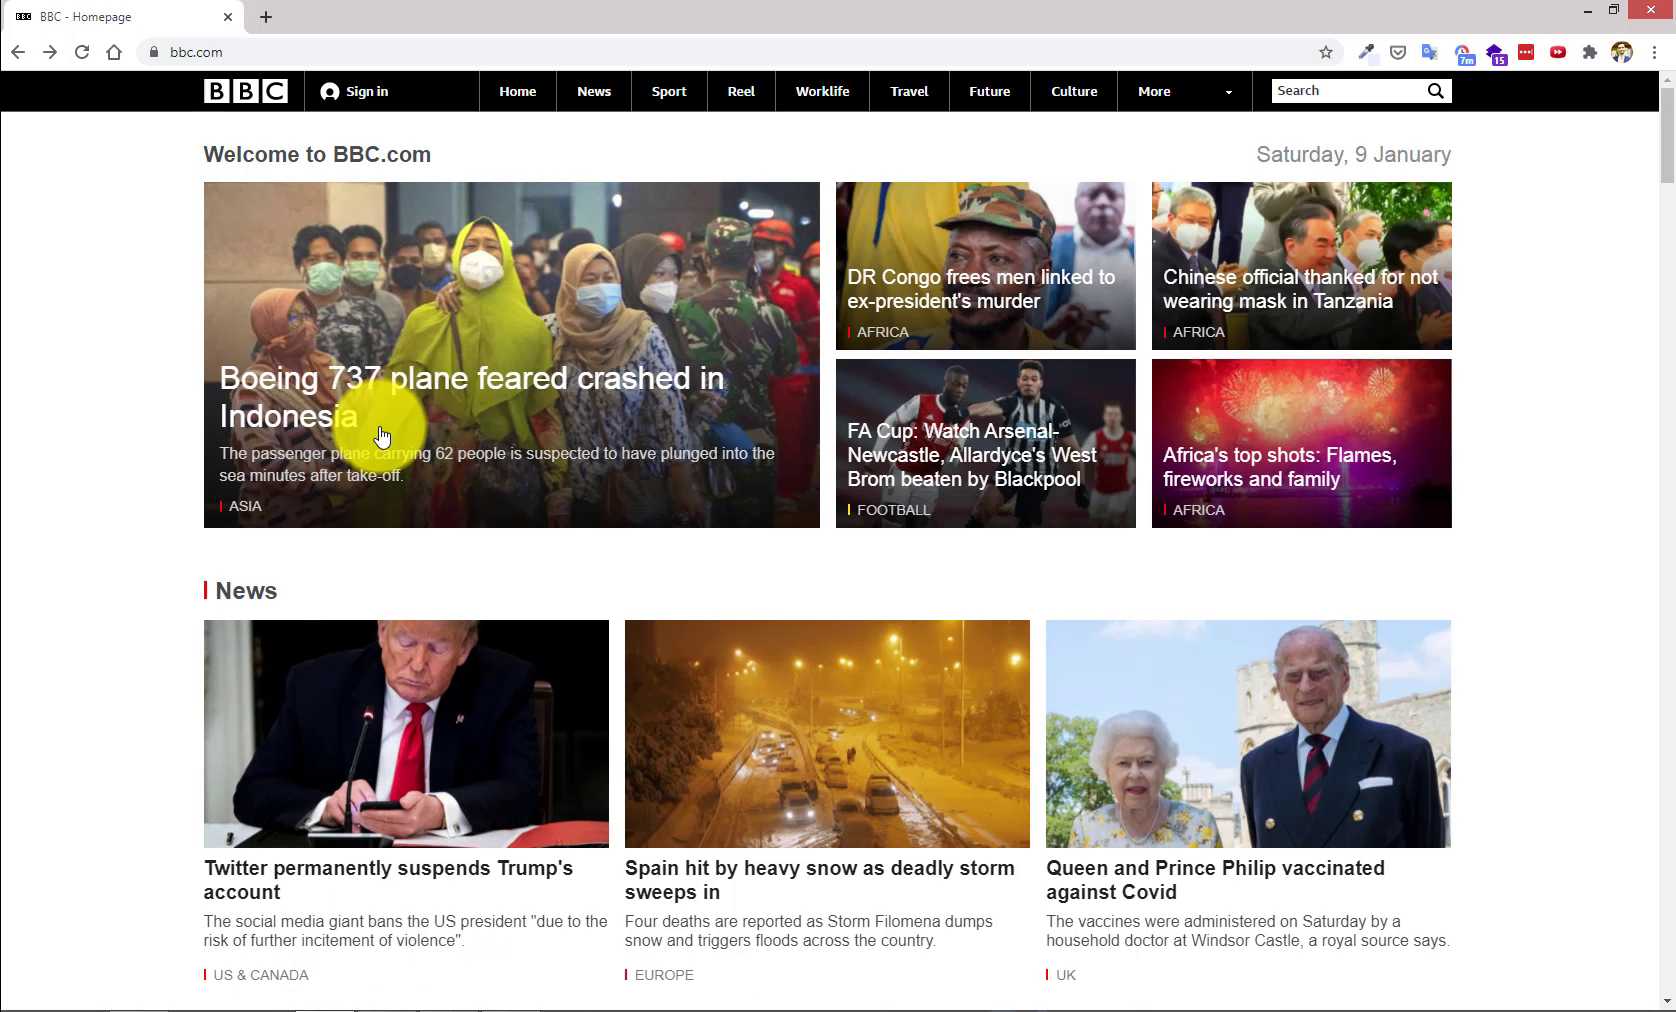 BBC - Homepage
bbc.com
7m
15
BBC
Sign in
Home
News
Sport
Reel
Worklife
Travel
Future
Culture
More
Search
Welcome to BBC.com
Saturday, 9 January
Boeing 737 plane feared crashed in
Indonesia
The passenger plane carrying 62 people is suspected to have plunged into the
sea minutes after take-off.
ASIA
DR Congo frees men linked to
ex-president's murder
AFRICA
Chinese official thanked for not
wearing mask in Tanzania
AFRICA
FA Cup: Watch Arsenal-
Newcastle, Allardyce's West
Brom beaten by Blackpool
FOOTBALL
Africa's top shots: Flames,
fireworks and family
AFRICA
News
Twitter permanently suspends Trump's
account
The social media giant bans the US president "due to the
risk of further incitement of violence".
US & CANADA
Spain hit by heavy snow as deadly storm
sweeps in
Four deaths are reported as Storm Filomena dumps
snow and triggers floods across the country.
EUROPE
Queen and Prince Philip vaccinated
against Covid
The vaccines were administered on Saturday by a
household doctor at Windsor Castle, a royal source says.
UK